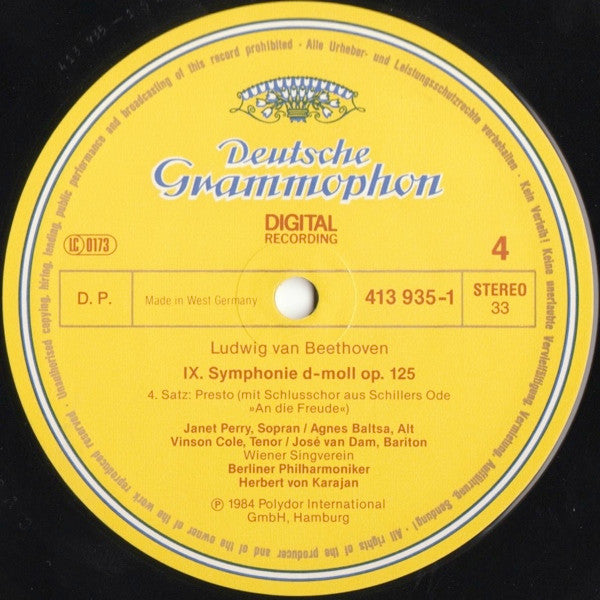 Deutsche
Grammophon
DIGITAL
RECORDING
LC 0173
4
D. P.
Made in West Germany
413 935-1
STEREO
33
Ludwig van Beethoven
IX. Symphonie d-moll op. 125
4. Satz: Presto (mit Schlusschor aus Schillers Ode
»An die Freude«)
Janet Perry, Sopran / Agnes Baltsa, Alt
Vinson Cole, Tenor / José van Dam, Bariton
Wiener Singverein
Berliner Philharmoniker
Herbert von Karajan
℗ 1984 Polydor International
GmbH, Hamburg
Alle Urheber- und Leistungsschutzrechte vorbehalten · Kein Verleih! Keine unerlaubte Vervielfältigung, Vermietung, Aufführung, Sendung! · All rights of the producer and of the owner of the work reproduced reserved · Unauthorised copying, hiring, lending, public performance and broadcasting of this record prohibited ·